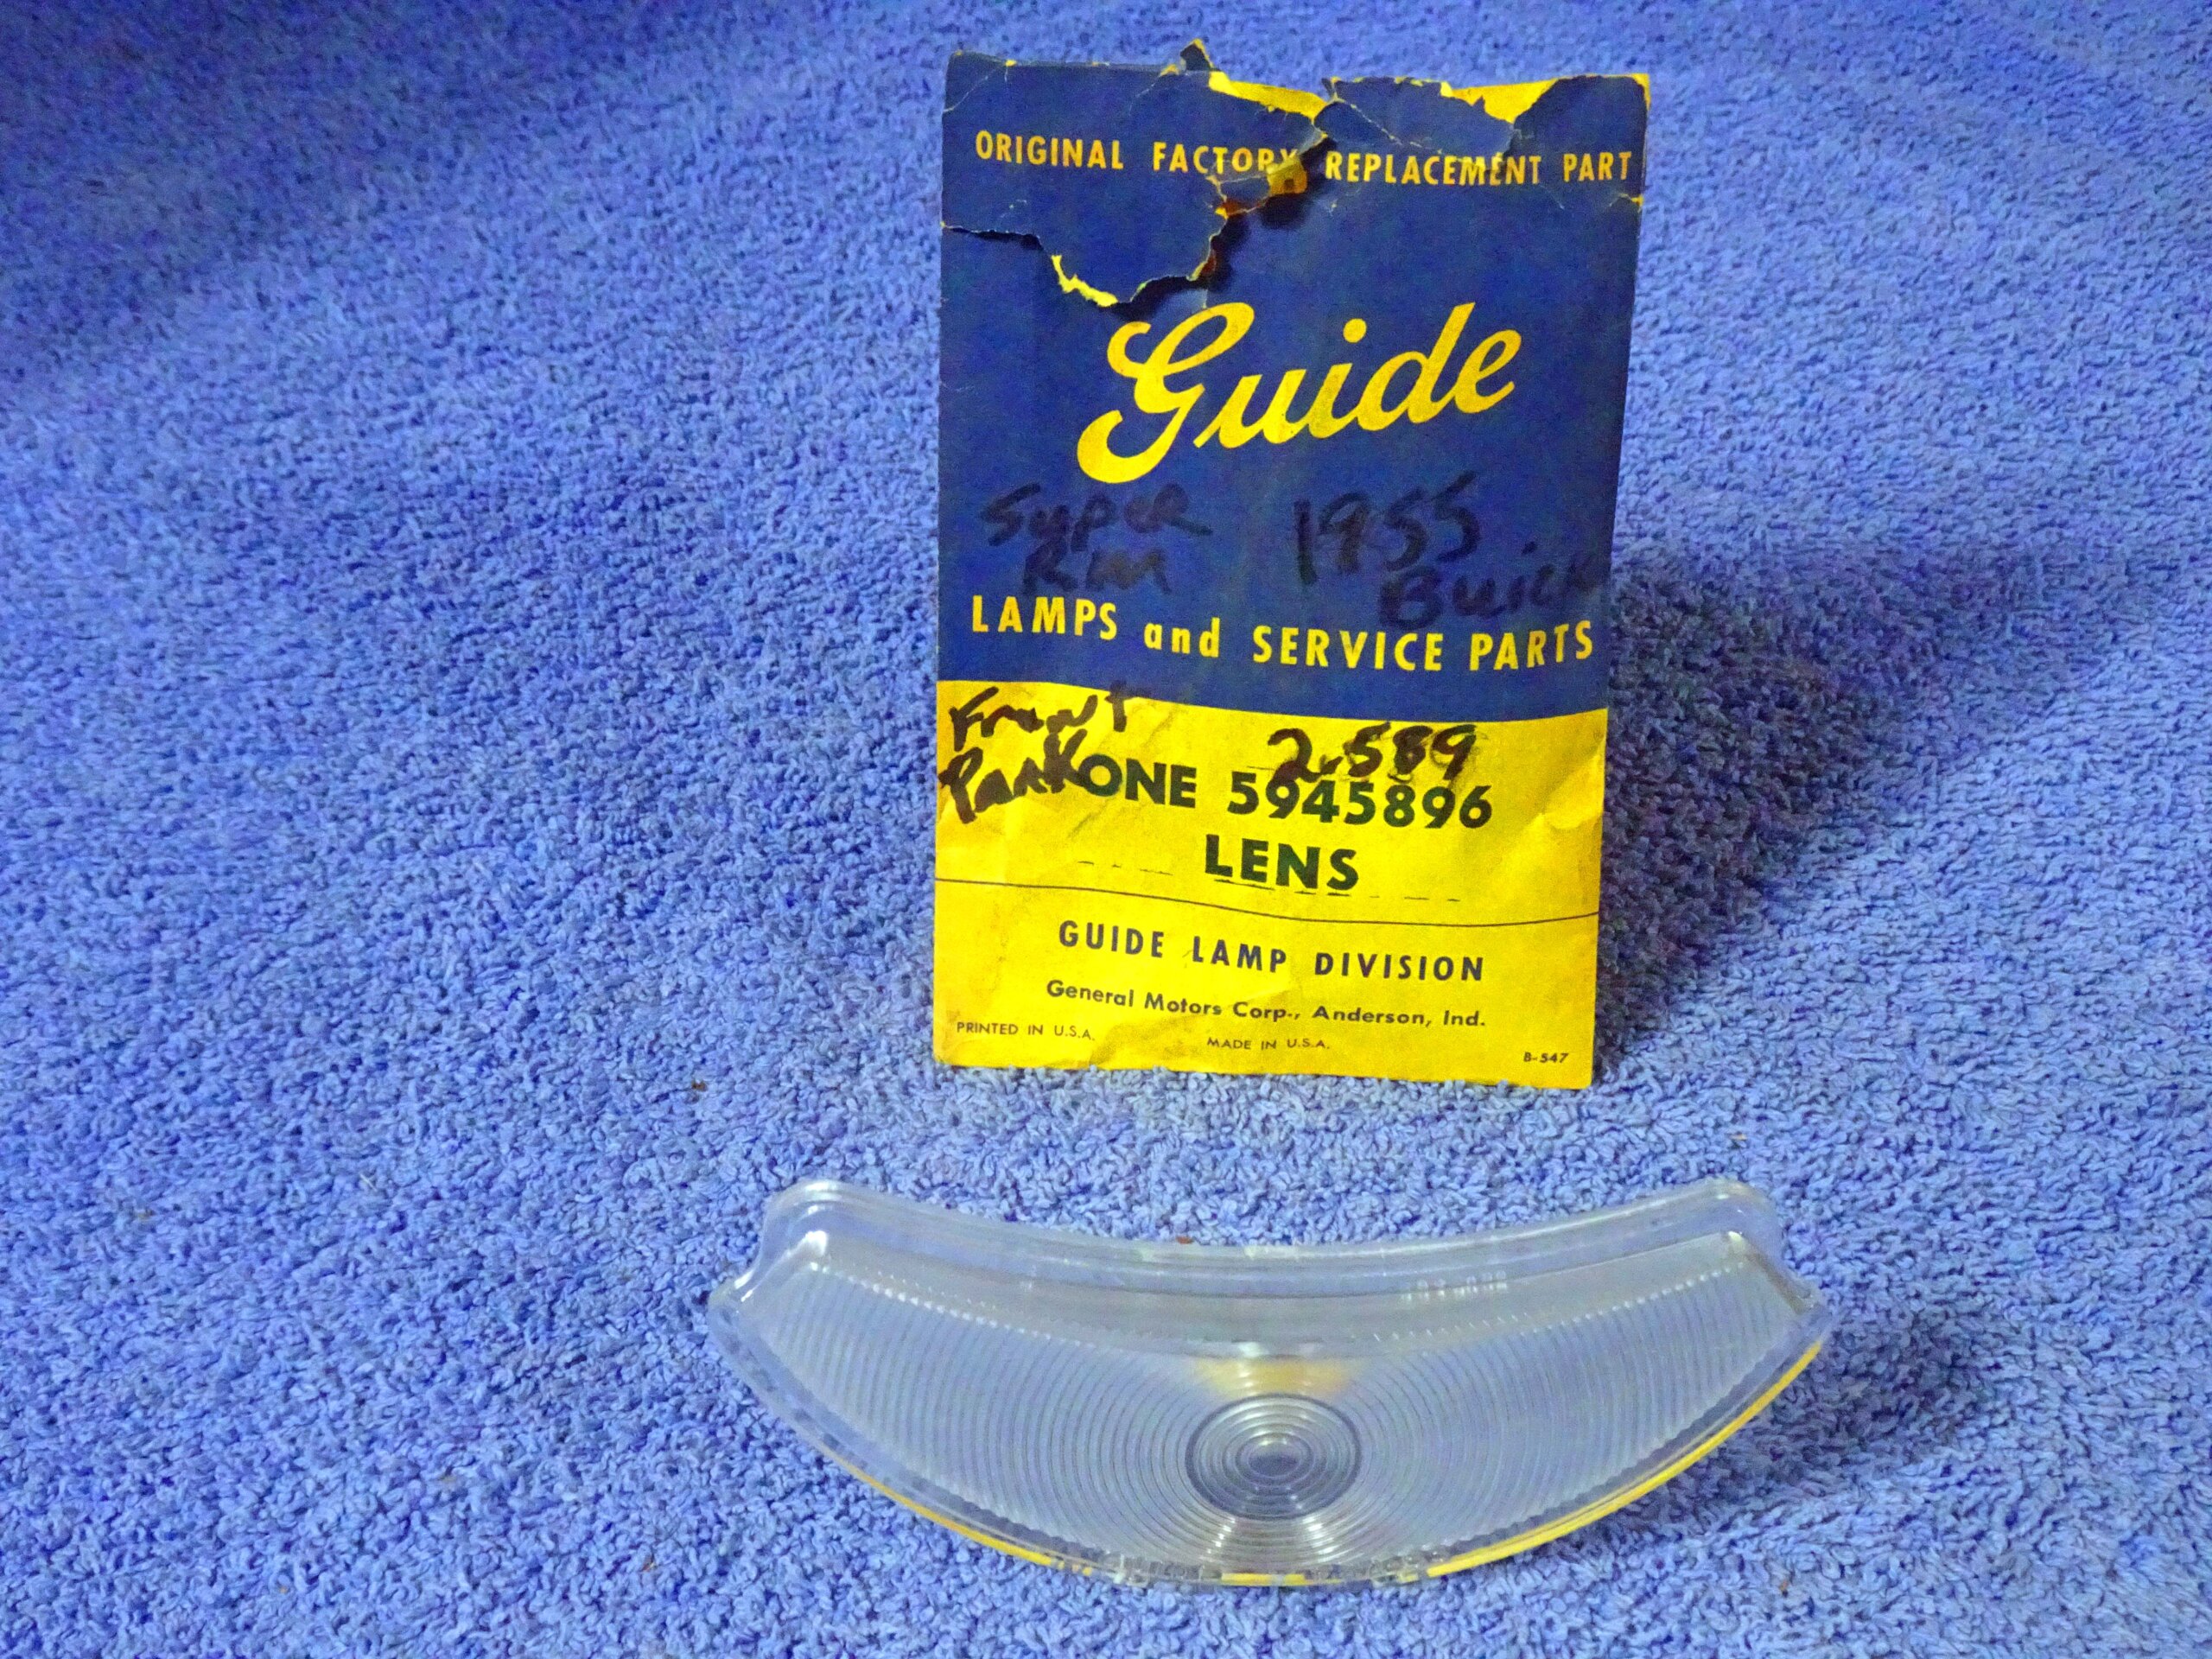 ORIGINAL FACTORY REPLACEMENT PART
Guide
Super 1955
RM Buick
LAMPS and SERVICE PARTS
Front
Park 2.589
ONE 5945896
LENS
GUIDE LAMP DIVISION
General Motors Corp., Anderson, Ind.
PRINTED IN U.S.A.
MADE IN U.S.A.
B-547